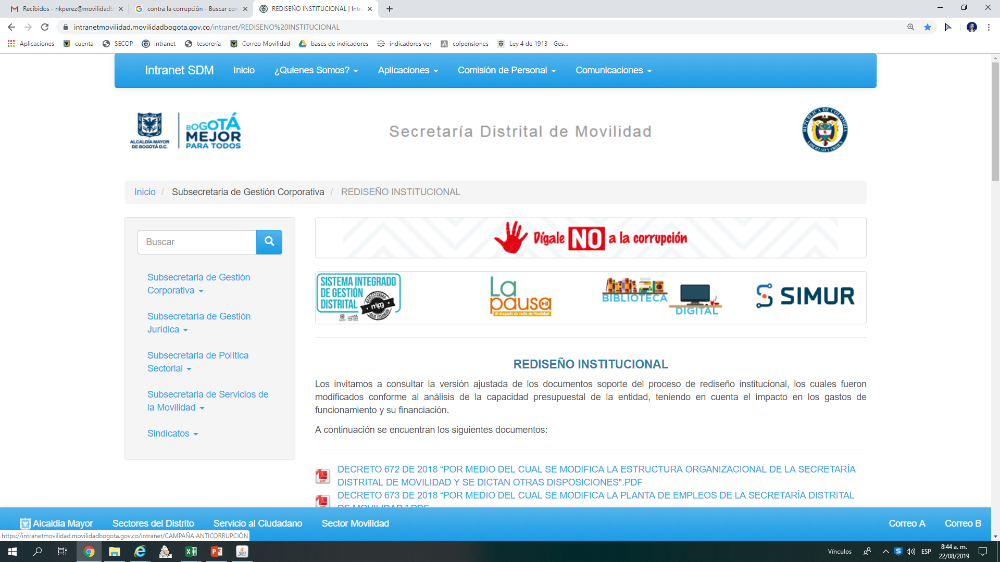 Recibidos - nkperez@movilidadb
contra la corrupción - Buscar con
REDISEÑO INSTITUCIONAL | Intra
intranetmovilidad.movilidadbogota.gov.co/intranet/REDISENO%20INSTITUCIONAL
Aplicaciones cuenta SECOP intranet tesorería Correo Movilidad bases de indicadores indicadores ver colpensiones Ley 4 de 1913 - Ges...
Intranet SDM Inicio ¿Quienes Somos? Aplicaciones Comisión de Personal Comunicaciones
ALCALDÍA MAYOR
DE BOGOTÁ D.C.
BOGOTÁ
MEJOR
PARA TODOS
Secretaría Distrital de Movilidad
REPUBLICA DE COLOMBIA
LIBERTAD Y ORDEN
Inicio / Subsecretaria de Gestión Corporativa / REDISEÑO INSTITUCIONAL
Buscar
Subsecretaria de Gestión
Corporativa
Subsecretaría de Gestión
Jurídica
Subsecretaria de Política
Sectorial
Subsecretaria de Servicios de
la Movilidad
Sindicatos
Dígale NO a la corrupción
SISTEMA INTEGRADO
DE GESTIÓN
DISTRITAL
mipg
La
pausa
El magazín de radio de Movilidad
BIBLIOTECA
DIGITAL
SIMUR
REDISEÑO INSTITUCIONAL
Los invitamos a consultar la versión ajustada de los documentos soporte del proceso de rediseño institucional, los cuales fueron
modificados conforme al análisis de la capacidad presupuestal de la entidad, teniendo en cuenta el impacto en los gastos de
funcionamiento y su financiación.
A continuación se encuentran los siguientes documentos:
DECRETO 672 DE 2018 “POR MEDIO DEL CUAL SE MODIFICA LA ESTRUCTURA ORGANIZACIONAL DE LA SECRETARÍA
DISTRITAL DE MOVILIDAD Y SE DICTAN OTRAS DISPOSICIONES".PDF
DECRETO 673 DE 2018 “POR MEDIO DEL CUAL SE MODIFICA LA PLANTA DE EMPLEOS DE LA SECRETARÍA DISTRITAL
DE MOVILIDAD.”.PDF
Alcaldia Mayor Sectores del Distrito Servicio al Ciudadano Sector Movilidad Correo A Correo B
https://intranetmovilidad.movilidadbogota.gov.co/intranet/CAMPAÑA ANTICORRUPCIÓN
Vínculos ESP
8:44 a. m.
22/08/2019